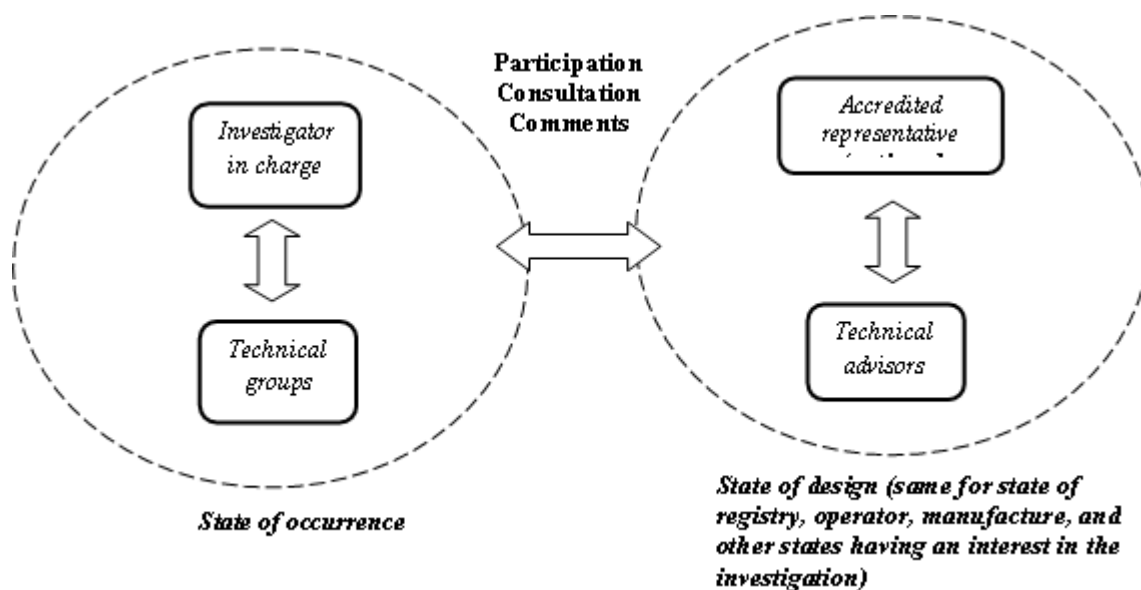 Participation
Consultation
Comments
Investigator
in charge
Technical
groups
State of occurrence
Accredited
representative
Technical
advisors
State of design (same for state of
registry, operator, manufacture, and
other states having an interest in the
investigation)